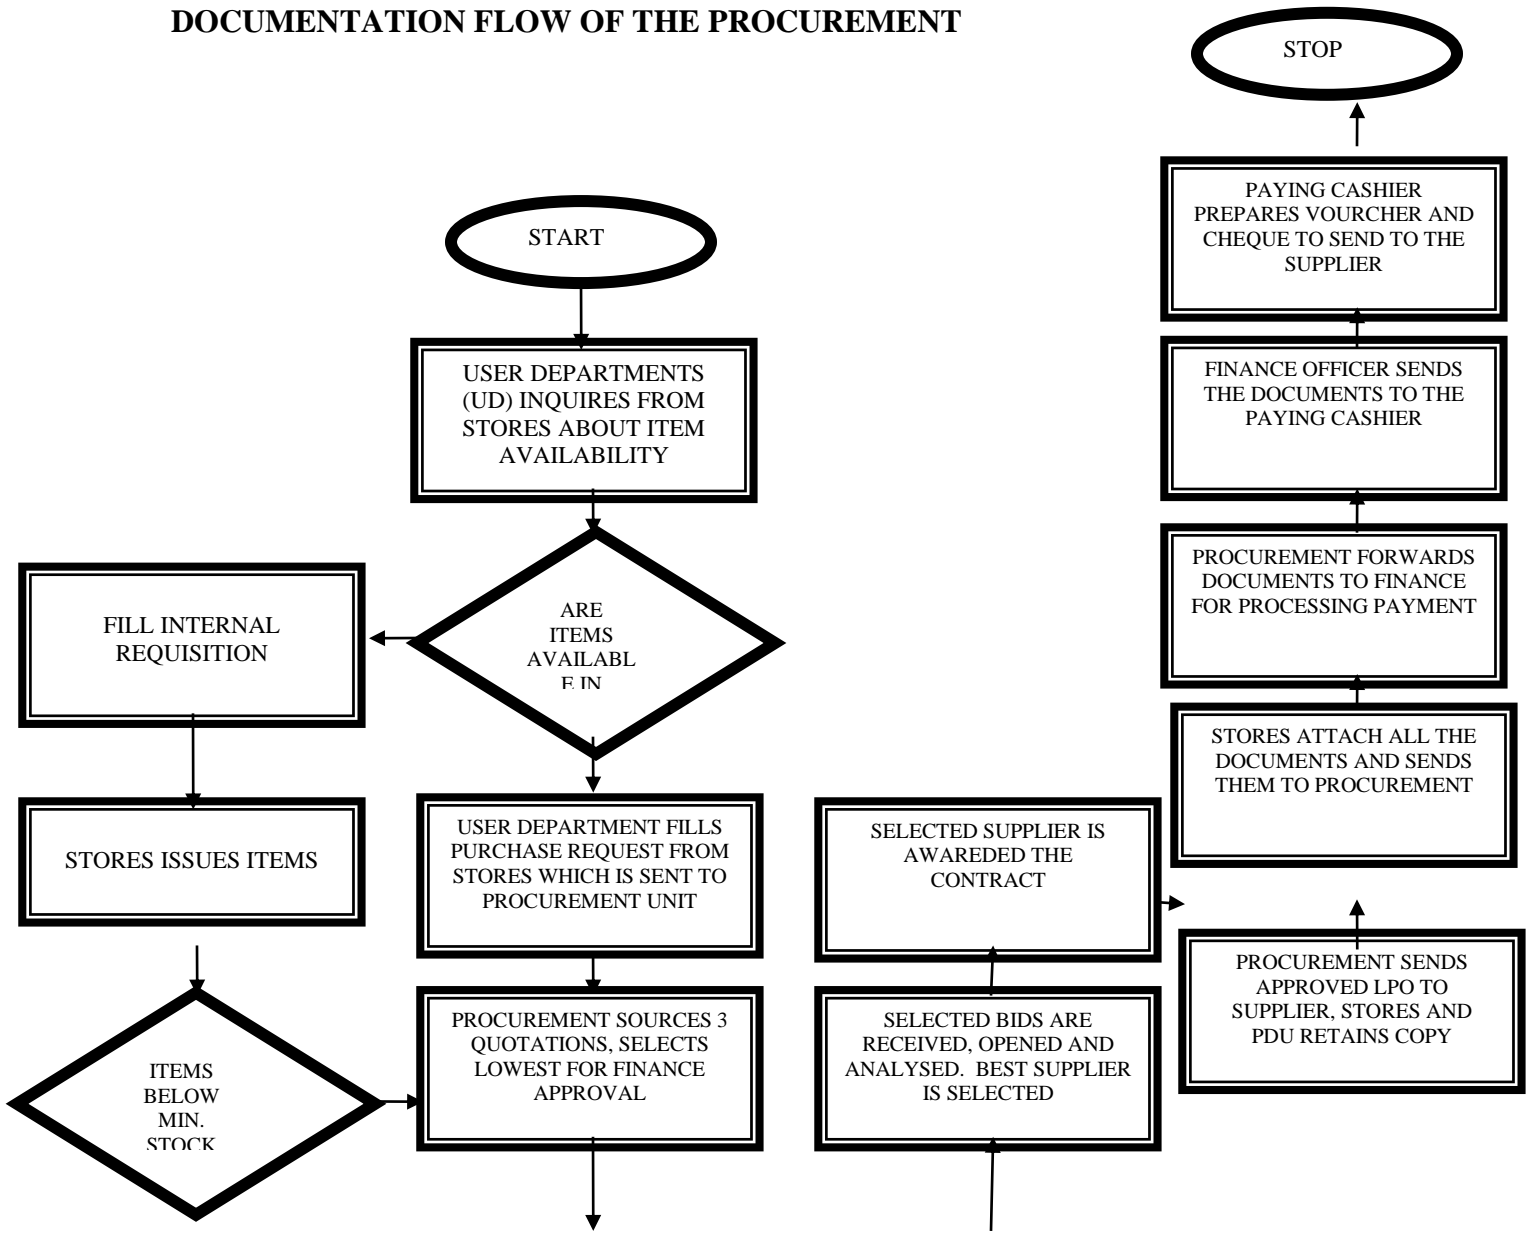 DOCUMENTATION FLOW OF THE PROCUREMENT
START
USER DEPARTMENTS
(UD) INQUIRES FROM
STORES ABOUT ITEM
AVAILABILITY
ARE
ITEMS
AVAILABL
E IN
FILL INTERNAL
REQUISITION
STORES ISSUES ITEMS
ITEMS
BELOW
MIN.
STOCK
USER DEPARTMENT FILLS
PURCHASE REQUEST FROM
STORES WHICH IS SENT TO
PROCUREMENT UNIT
PROCUREMENT SOURCES 3
QUOTATIONS, SELECTS
LOWEST FOR FINANCE
APPROVAL
SELECTED BIDS ARE
RECEIVED, OPENED AND
ANALYSED. BEST SUPPLIER
IS SELECTED
SELECTED SUPPLIER IS
AWAREDED THE
CONTRACT
PROCUREMENT SENDS
APPROVED LPO TO
SUPPLIER, STORES AND
PDU RETAINS COPY
STORES ATTACH ALL THE
DOCUMENTS AND SENDS
THEM TO PROCUREMENT
PROCUREMENT FORWARDS
DOCUMENTS TO FINANCE
FOR PROCESSING PAYMENT
FINANCE OFFICER SENDS
THE DOCUMENTS TO THE
PAYING CASHIER
PAYING CASHIER
PREPARES VOURCHER AND
CHEQUE TO SEND TO THE
SUPPLIER
STOP